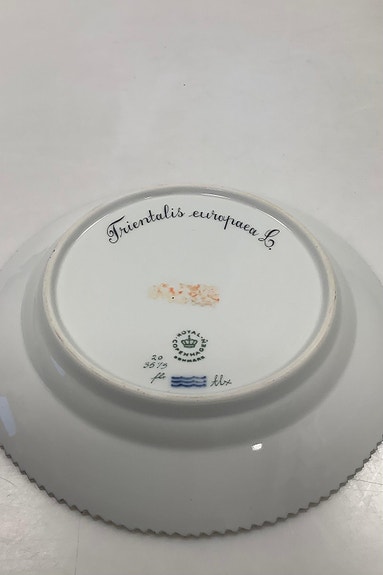 Trientalis europaea L.
ROYAL
COPENHAGEN
DENMARK
20
3573